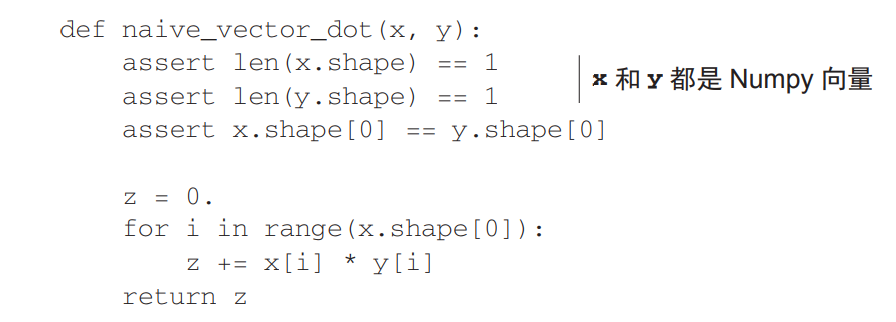 def naive_vector_dot(x, y):
    assert len(x.shape) == 1
    assert len(y.shape) == 1
x 和 y 都是 Numpy 向量
    assert x.shape[0] == y.shape[0]

    z = 0.
    for i in range(x.shape[0]):
        z += x[i] * y[i]
    return z